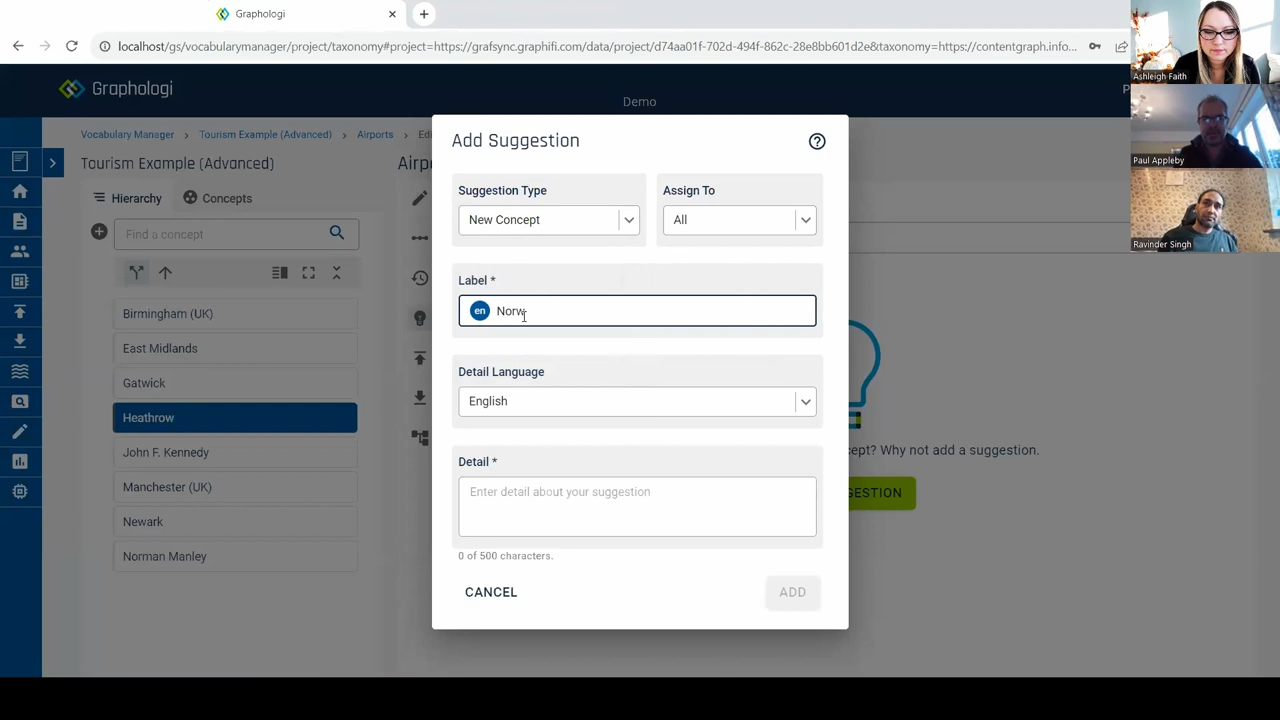 Graphologi
localhost/gs/vocabularymanager/project/taxonomy#project=https://grafsync.graphifi.com/data/project/d74aa01f-702d-494f-862c-28e8bb601d2e&taxonomy=https://contentgraph.info...
Graphologi
Demo
P
Vocabulary Manager > Tourism Example (Advanced) > Airports > Edi
Tourism Example (Advanced)
Airpor
Hierarchy
Concepts
Find a concept
Birmingham (UK)
East Midlands
Gatwick
Heathrow
John F. Kennedy
Manchester (UK)
Newark
Norman Manley
Add Suggestion
Suggestion Type
New Concept
Assign To
All
Label *
en Norw
Detail Language
English
Detail *
Enter detail about your suggestion
0 of 500 characters.
CANCEL
ADD
cept? Why not add a suggestion.
GESTION
Ashleigh Faith
Paul Appleby
Ravinder Singh